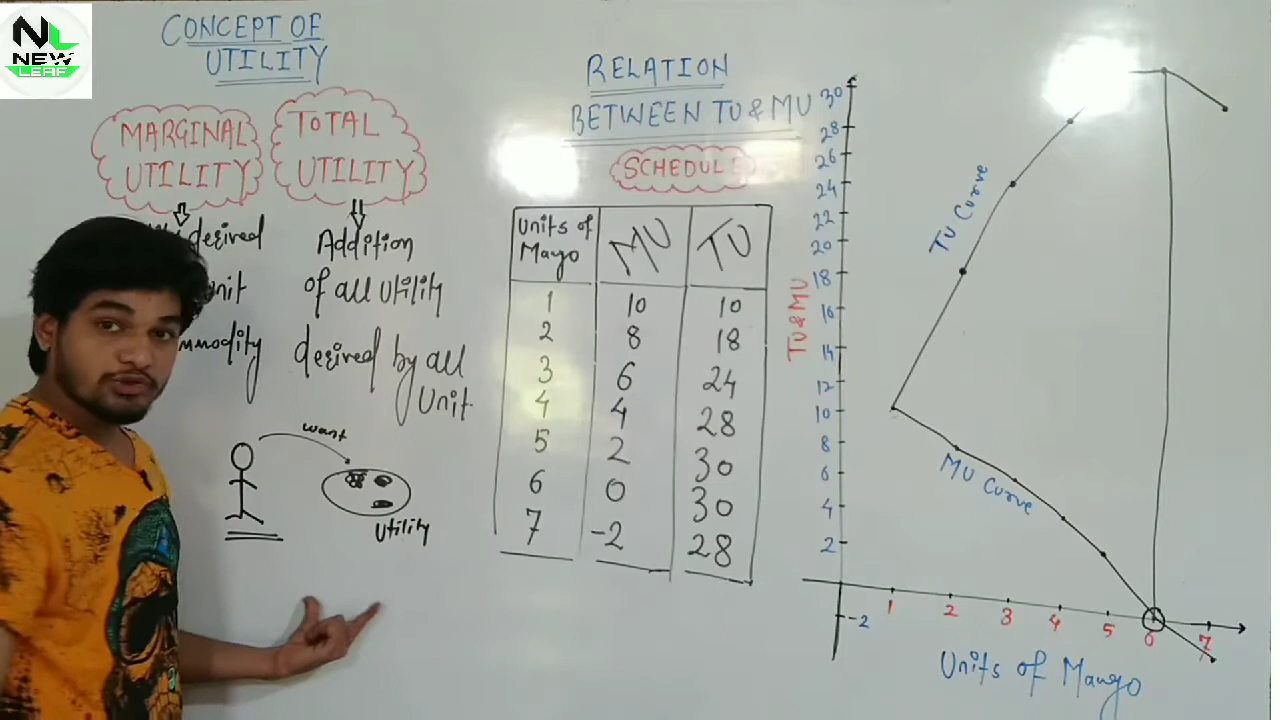 NL
NEW
LEAF
CONCEPT OF
UTILITY
MARGINAL
UTILITY
derived
unit
TOTAL
UTILITY
Addition
of all utility
desired by all
Unit
want
Utility
RELATION
BETWEEN TU & MU
SCHEDULE
Units of Mayo MU TU
1 10 10
2 8 18
3 6 24
4 4 28
5 2 30
6 0 30
7 -2 28
TU & MU
30
28
26
24
22
20
18
16
14
12
10
8
6
4
2
-2
TU Curve
MU Curve
1 2 3 4 5 6 7
Units of Mango